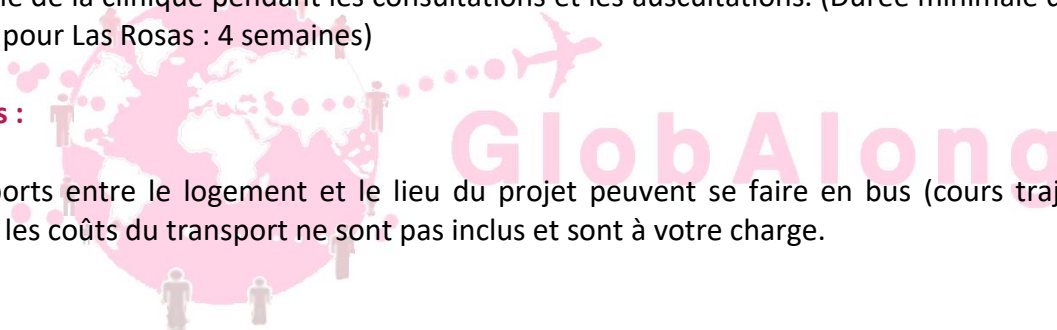 de la clinique pendant les consultations et les auscultations. (Durée minimale
pour Las Rosas : 4 semaines)
s :
GlobAlong
ports entre le logement et le lieu du projet peuvent se faire en bus (cours traj
les coûts du transport ne sont pas inclus et sont à votre charge.